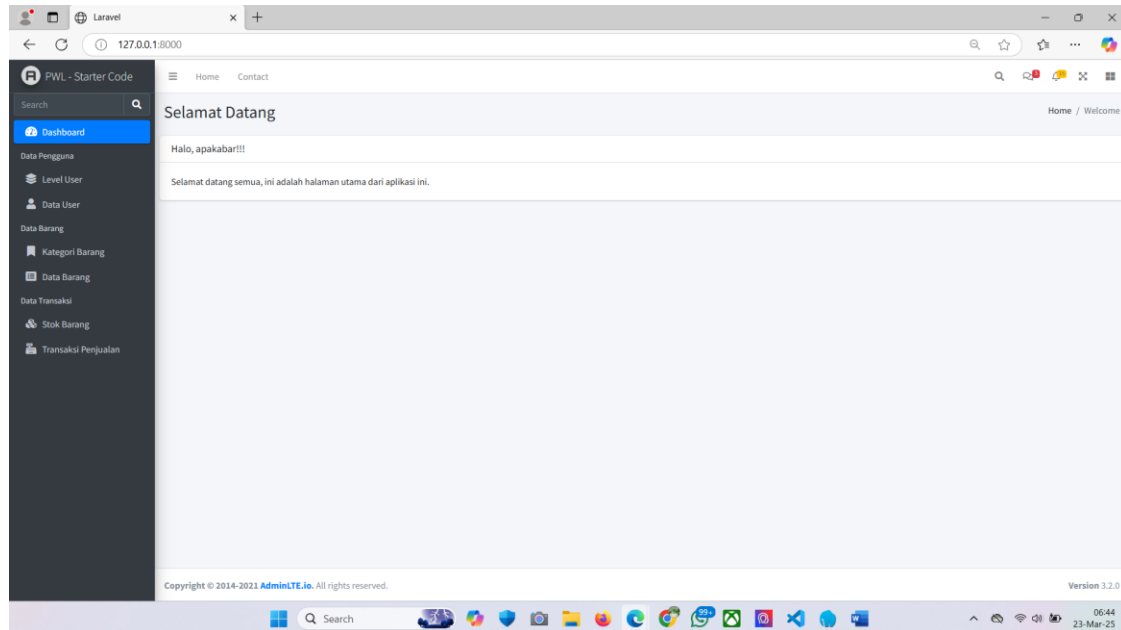 Laravel
127.0.0.1:8000
PWL - Starter Code
Home Contact
Search
Selamat Datang
Home / Welcome
Dashboard
Halo, apakabar!!!
Data Pengguna
Selamat datang semua, ini adalah halaman utama dari aplikasi ini.
Level User
Data User
Data Barang
Kategori Barang
Data Barang
Data Transaksi
Stok Barang
Transaksi Penjualan
Copyright © 2014-2021 AdminLTE.io. All rights reserved.
Version 3.2.0
Search
99+
06:44
23-Mar-25